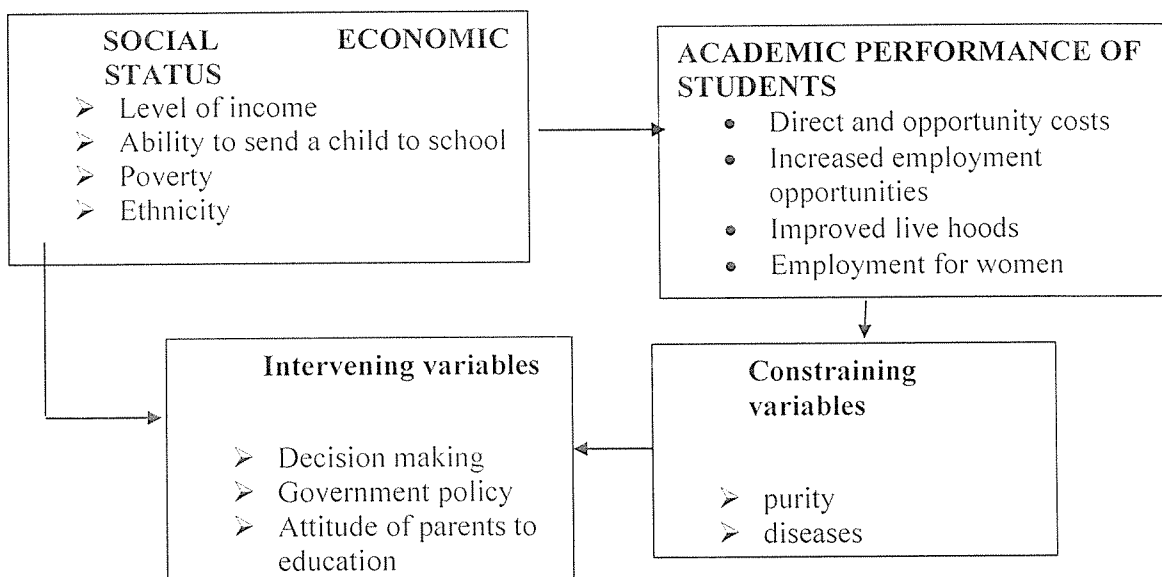 SOCIAL ECONOMIC
STATUS
➢ Level of income
➢ Ability to send a child to school
➢ Poverty
➢ Ethnicity
ACADEMIC PERFORMANCE OF
STUDENTS
• Direct and opportunity costs
• Increased employment
opportunities
• Improved live hoods
• Employment for women
Intervening variables
➢ Decision making
➢ Government policy
➢ Attitude of parents to
education
Constraining
variables
➢ purity
➢ diseases